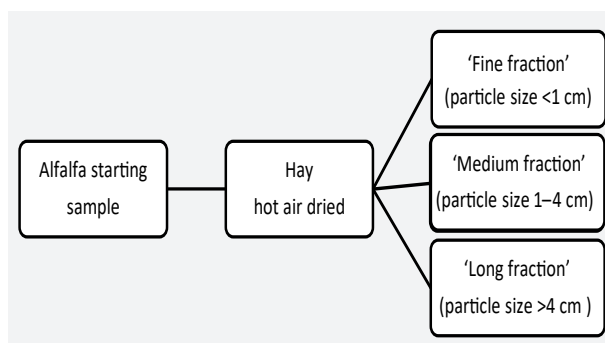 Alfalfa starting
sample
Hay
hot air dried
‘Fine fraction’
(particle size <1 cm)
‘Medium fraction’
(particle size 1–4 cm)
‘Long fraction’
(particle size >4 cm )